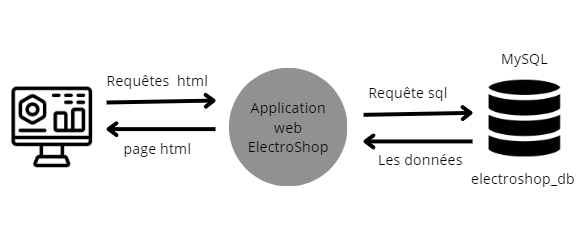 Requêtes  html
page html
Application
web
ElectroShop
Requête sql
Les données
MySQL
electroshop_db